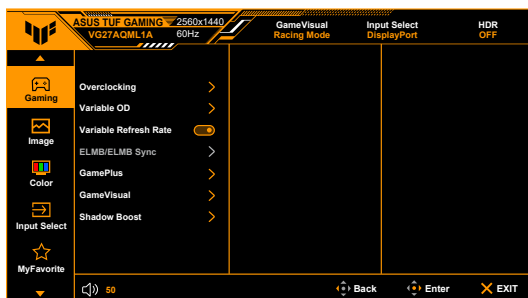 ASUS TUF GAMING 2560x1440
VG27AQML1A 60Hz
GameVisual
Racing Mode
Input Select
DisplayPort
HDR
OFF
Gaming
Image
Color
Input Select
MyFavorite
Overclocking
Variable OD
Variable Refresh Rate
ELMB/ELMB Sync
GamePlus
GameVisual
Shadow Boost
50
Back
Enter
EXIT